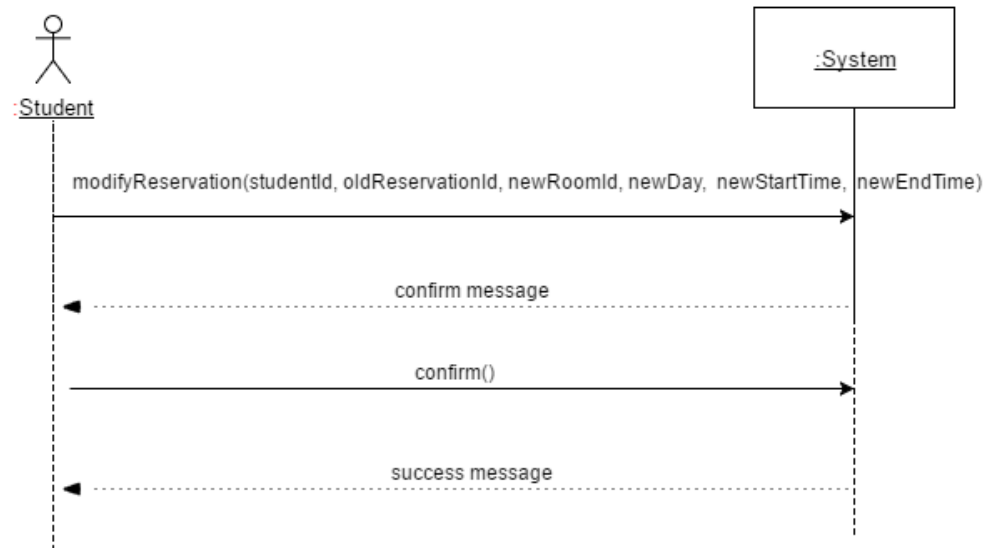 :System
:Student
modifyReservation(studentId, oldReservationId, newRoomId, newDay, newStartTime, newEndTime)
confirm message
confirm()
success message